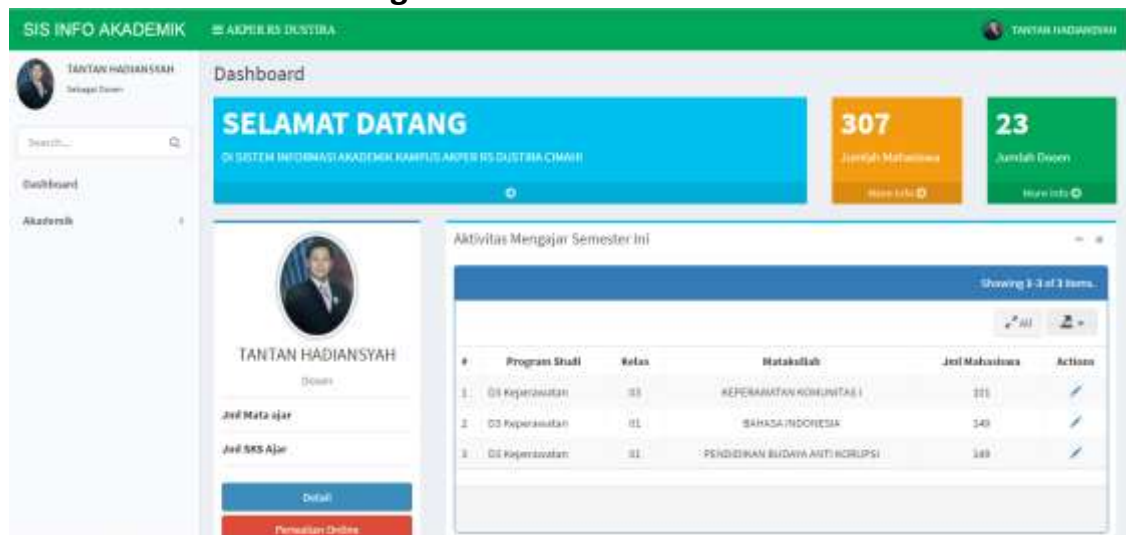 SIS INFO AKADEMIK
AKPER RS DUSTIRA
TANTAN HADIANSYAH
TANTAN HADIANSYAH
Sebagai Dosen
Search...
Dashboard
Akademik
Dashboard
SELAMAT DATANG
DI SISTEM INFORMASI AKADEMIK KAMPUS AKPER RS DUSTIRA CIMAHI
307
Jumlah Mahasiswa
More info
23
Jumlah Dosen
More info
TANTAN HADIANSYAH
Dosen
Jml Mata ajar
Jml SKS Ajar
Detail
Perwalian Online
Aktivitas Mengajar Semester Ini
Showing 1-3 of 3 items.
All
# Program Studi Kelas Matakuliah Jml Mahasiswa Actions
1 D3 Keperawatan KEPERAWATAN KOMUNITAS I
2 D3 Keperawatan 01 BAHASA INDONESIA 149
3 D3 Keperawatan 01 PENDIDIKAN BUDAYA ANTI KORUPSI 149